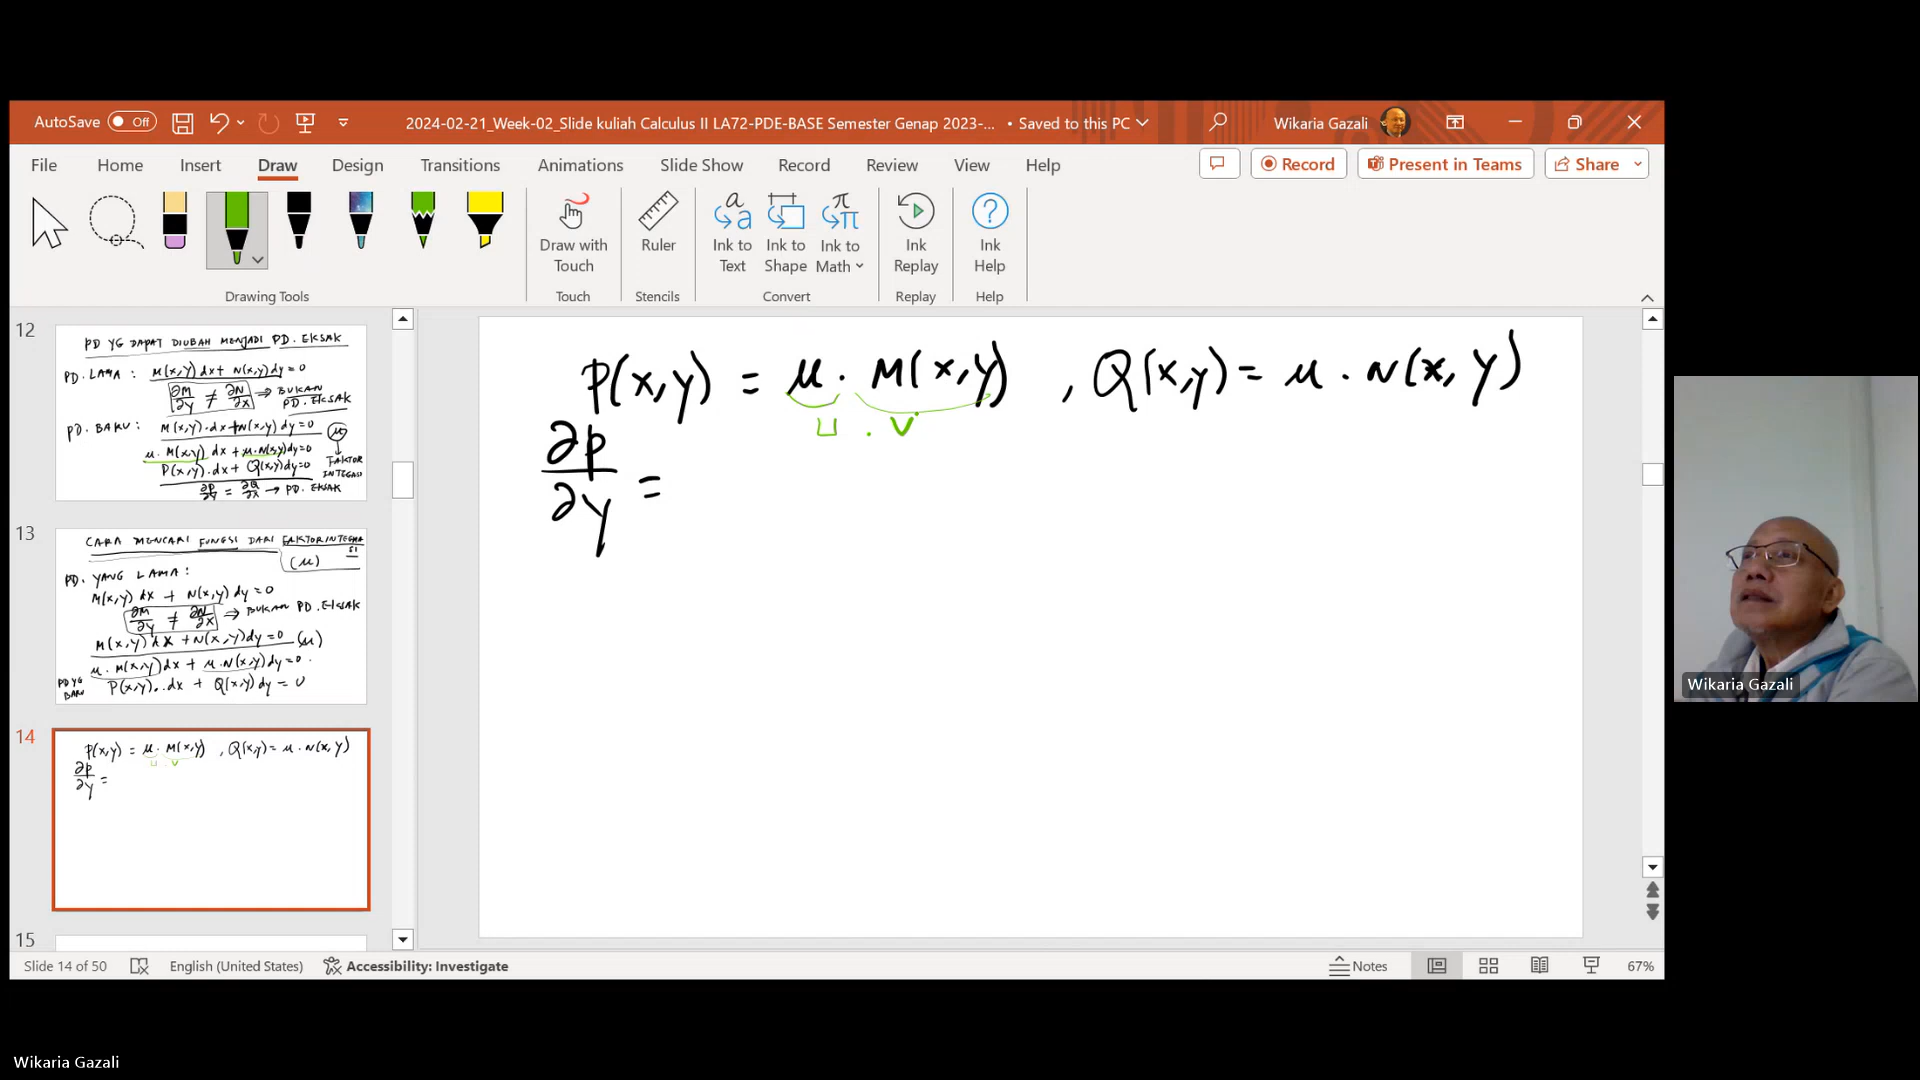 AutoSave Off 2024-02-21_Week-02_Slide kuliah Calculus II LA72-PDE-BASE Semester Genap 2023-... • Saved to this PC Wikaria Gazali
File Home Insert Draw Design Transitions Animations Slide Show Record Review View Help Record Present in Teams Share
Draw with Touch
Ruler
Ink to Text
Ink to Shape
Ink to Math
Ink Replay
Ink Help
Drawing Tools Touch Stencils Convert Replay Help
12
PD YG DAPAT DIUBAH MENJADI PD. EKSAK
PD. LAMA : M(x,y) dx + N(x,y) dy = 0
∂M/∂y ≠ ∂N/∂x → BUKAN PD. EKSAK
PD. BARU : M(x,y).dx + N(x,y) dy = 0
μ. M(x,y) dx + μ. N(x,y) dy = 0
μ ↓ FAKTOR INTEGASI
P(x,y).dx + Q(x,y) dy = 0
∂P/∂y = ∂Q/∂x → PD. EKSAK
13
CARA MENCARI FUNGSI DARI FAKTOR INTEGRASI
(μ)
PD. YANG LAMA :
M(x,y) dx + N(x,y) dy = 0
∂M/∂y ≠ ∂N/∂x ⇒ BUKAN PD. EKSAK
M(x,y) dx + N(x,y) dy = 0 (μ)
μ. M(x,y) dx + μ. N(x,y) dy = 0.
PD YG BARU P(x,y). dx + Q(x,y) dy = 0
14
P(x,y) = μ. M(x,y) , Q(x,y) = μ. N(x,y)
u . v
∂P/∂y =
15
P(x,y) = μ . M(x,y) , Q(x,y) = μ . N(x,y)
u . v
∂P/∂y =
Slide 14 of 50 English (United States) Accessibility: Investigate Notes 67%
Wikaria Gazali
Wikaria Gazali